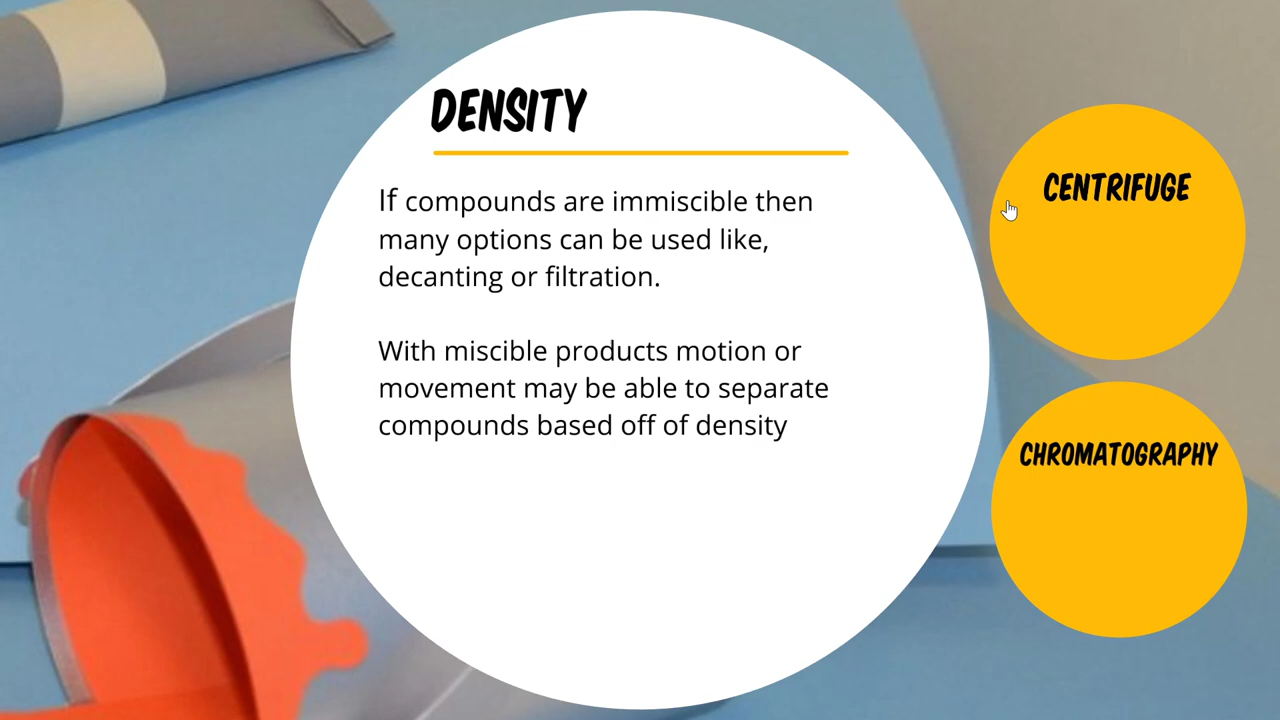 DENSITY
If compounds are immiscible then
many options can be used like,
decanting or filtration.
With miscible products motion or
movement may be able to separate
compounds based off of density
CENTRIFUGE
CHROMATOGRAPHY